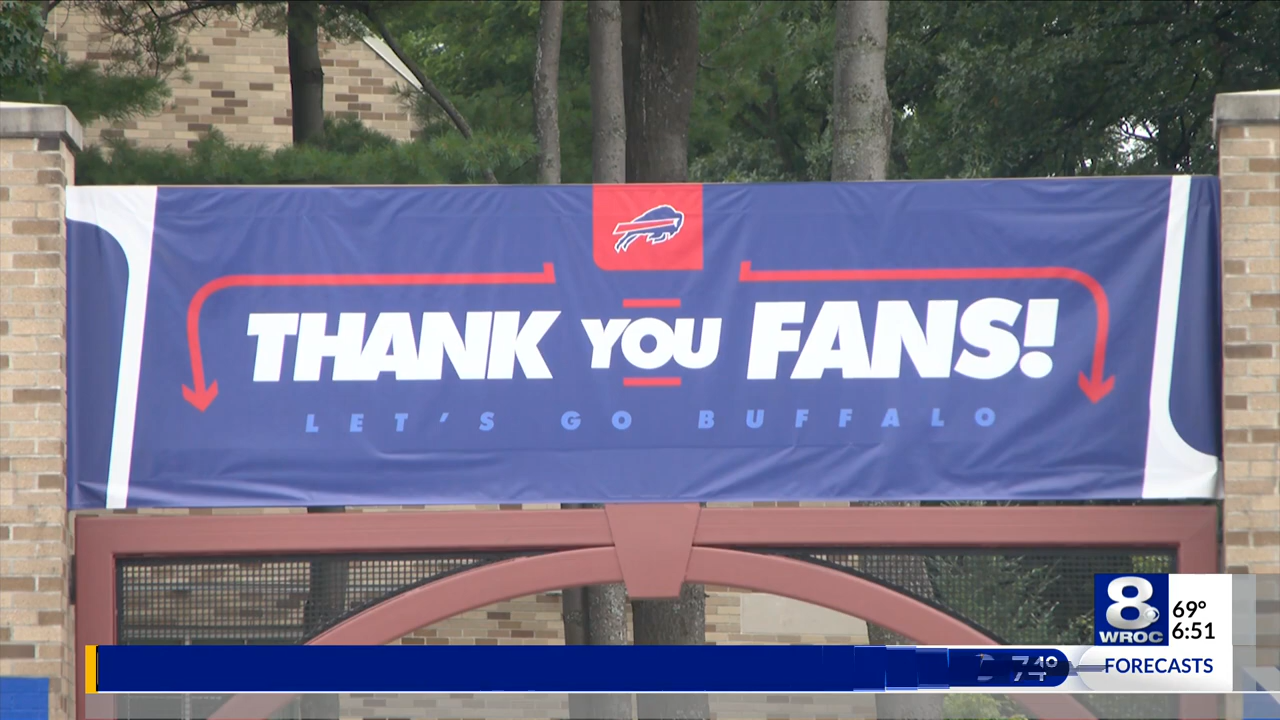 THANK YOU FANS!
LET'S GO BUFFALO
8
WROC
69°
6:51
74°
FORECASTS